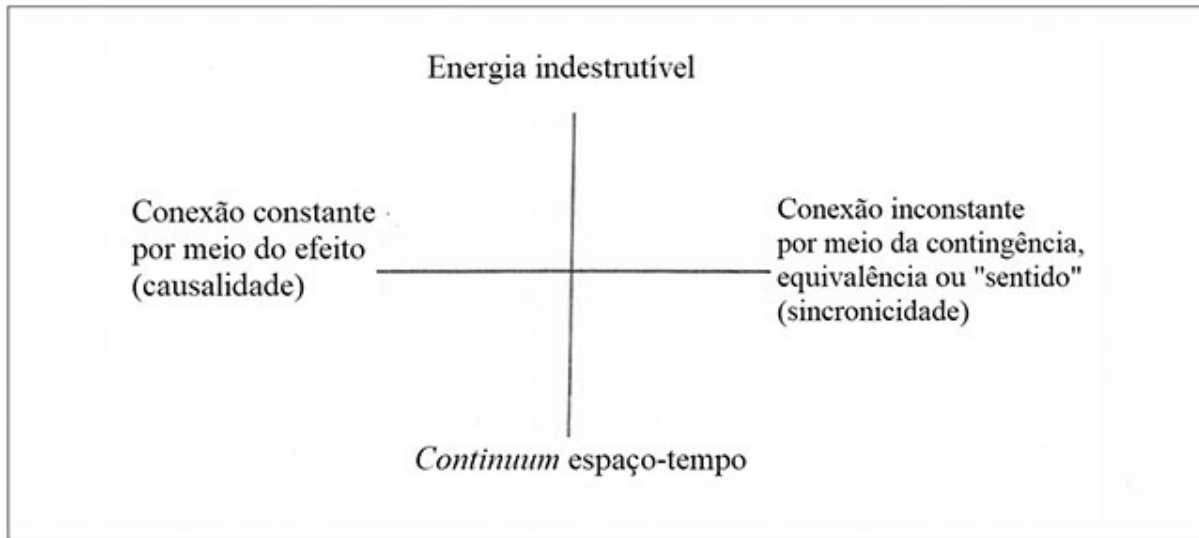 Energia indestrutível
Conexão constante
por meio do efeito
(causalidade)
Conexão inconstante
por meio da contingência,
equivalência ou "sentido"
(sincronicidade)
Continuum espaço-tempo